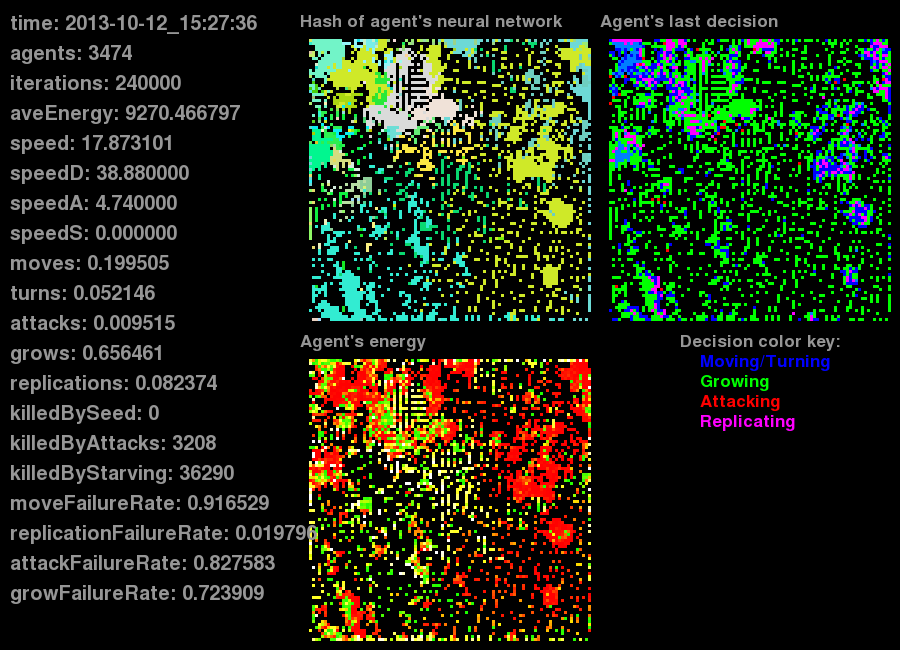 time: 2013-10-12_15:27:36
agents: 3474
iterations: 240000
aveEnergy: 9270.466797
speed: 17.873101
speedD: 38.880000
speedA: 4.740000
speedS: 0.000000
moves: 0.199505
turns: 0.052146
attacks: 0.009515
grows: 0.656461
replications: 0.082374
killedBySeed: 0
killedByAttacks: 3208
killedByStarving: 36290
moveFailureRate: 0.916529
replicationFailureRate: 0.019796
attackFailureRate: 0.827583
growFailureRate: 0.723909
Hash of agent's neural network
Agent's last decision
Agent's energy
Decision color key:
Moving/Turning
Growing
Attacking
Replicating